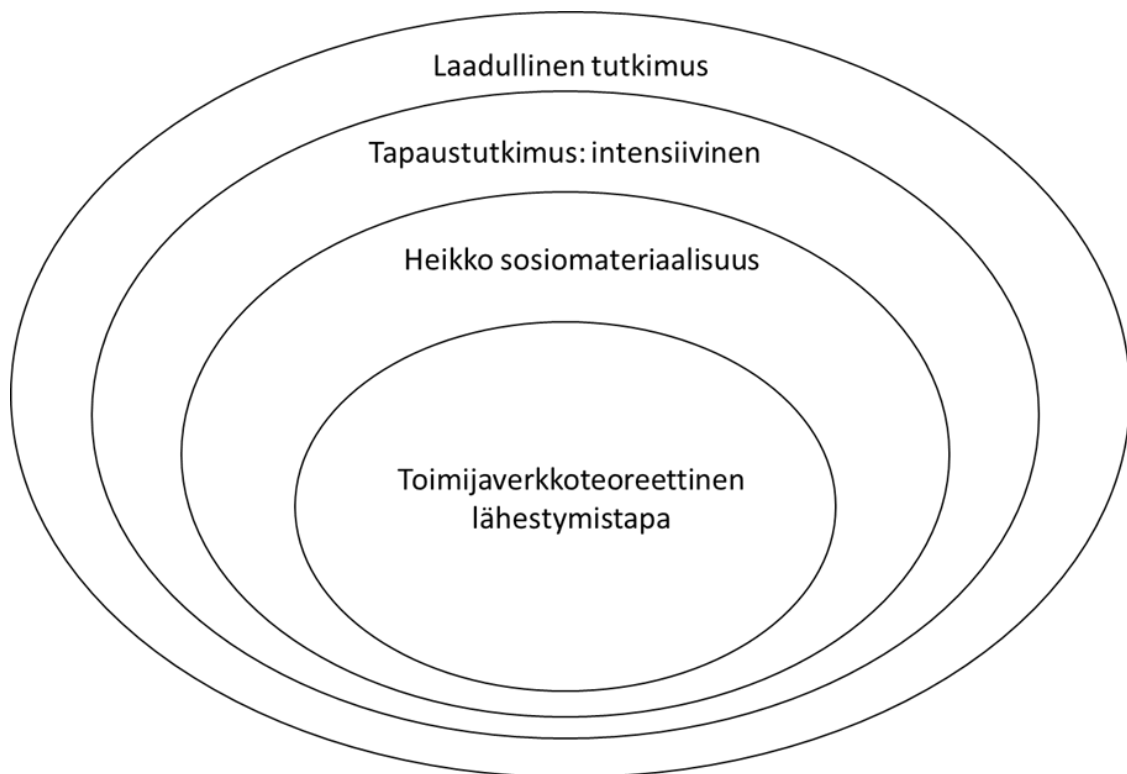 Laadullinen tutkimus
Tapaustutkimus: intensiivinen
Heikko sosiomateriaalisuus
Toimijaverkkoteoreettinen
lähestymistapa